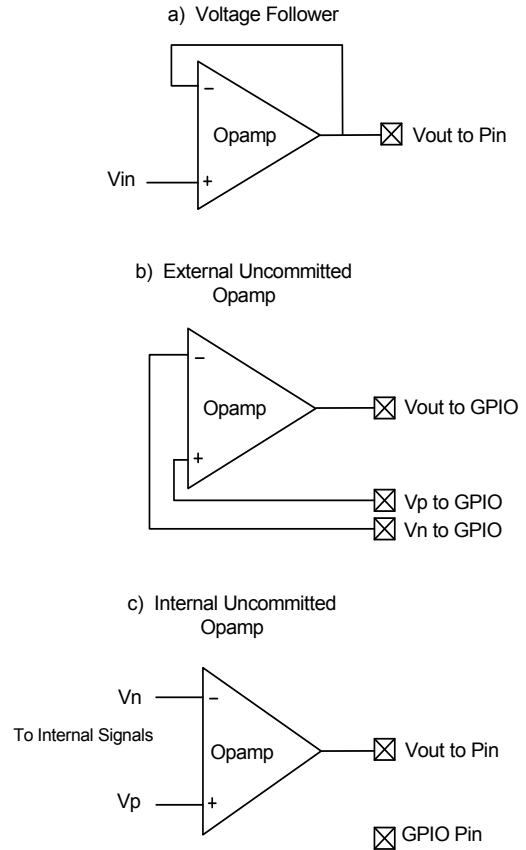 a) Voltage Follower
−
Opamp
Vout to Pin
Vin
+
b) External Uncommitted
Opamp
−
Opamp
Vout to GPIO
+
Vp to GPIO
Vn to GPIO
c) Internal Uncommitted
Opamp
Vn
−
To Internal Signals
Opamp
Vout to Pin
Vp
+
GPIO Pin